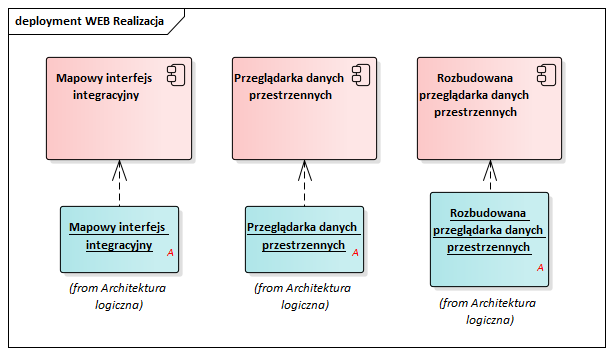 deployment WEB Realizacja
Mapowy interfejs
integracyjny
Przeglądarka danych
przestrzennych
Rozbudowana
przeglądarka danych
przestrzennych
Mapowy interfejs
integracyjny
A
(from Architektura
logiczna)
Przeglądarka danych
przestrzennych
A
(from Architektura
logiczna)
Rozbudowana
przeglądarka danych
przestrzennych
A
(from Architektura
logiczna)